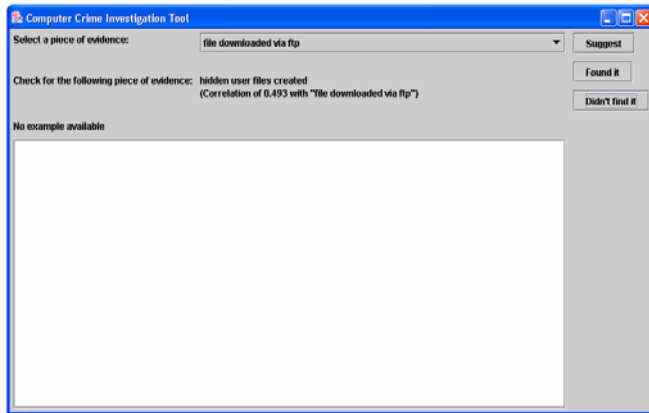 Computer Crime Investigation Tool
Select a piece of evidence:
file downloaded via ftp
Suggest
Found it
Check for the following piece of evidence: hidden user files created
(Correlation of 0.493 with "file downloaded via ftp")
Didn't find it
No example available